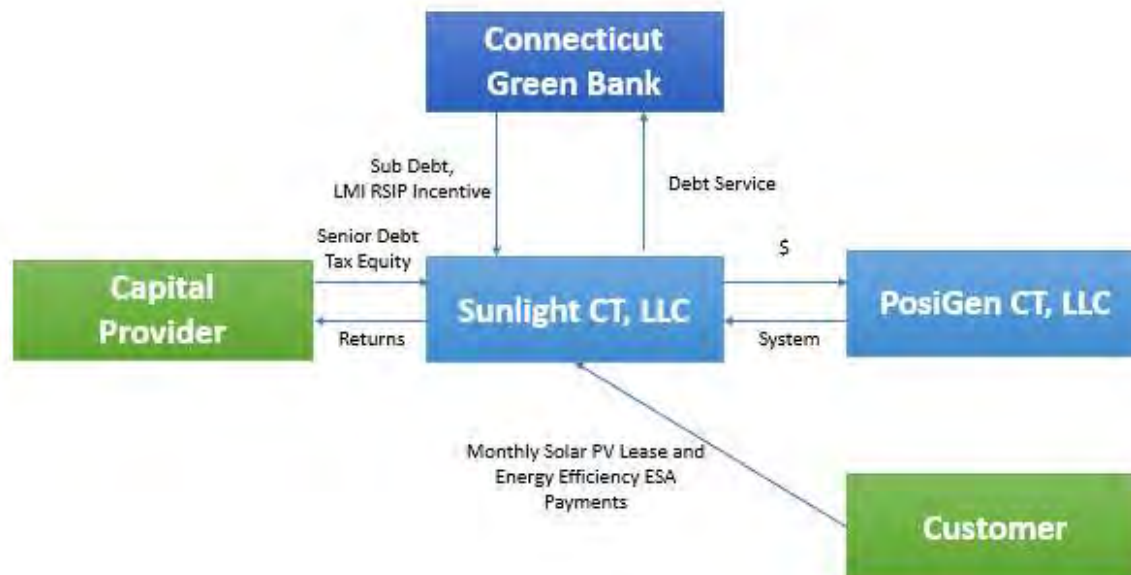 Connecticut
Green Bank
Sub Debt,
LMI RSIP Incentive
Debt Service
Senior Debt
Tax Equity
$
Capital
Provider
Sunlight CT, LLC
PosiGen CT, LLC
Returns
System
Monthly Solar PV Lease and
Energy Efficiency ESA
Payments
Customer